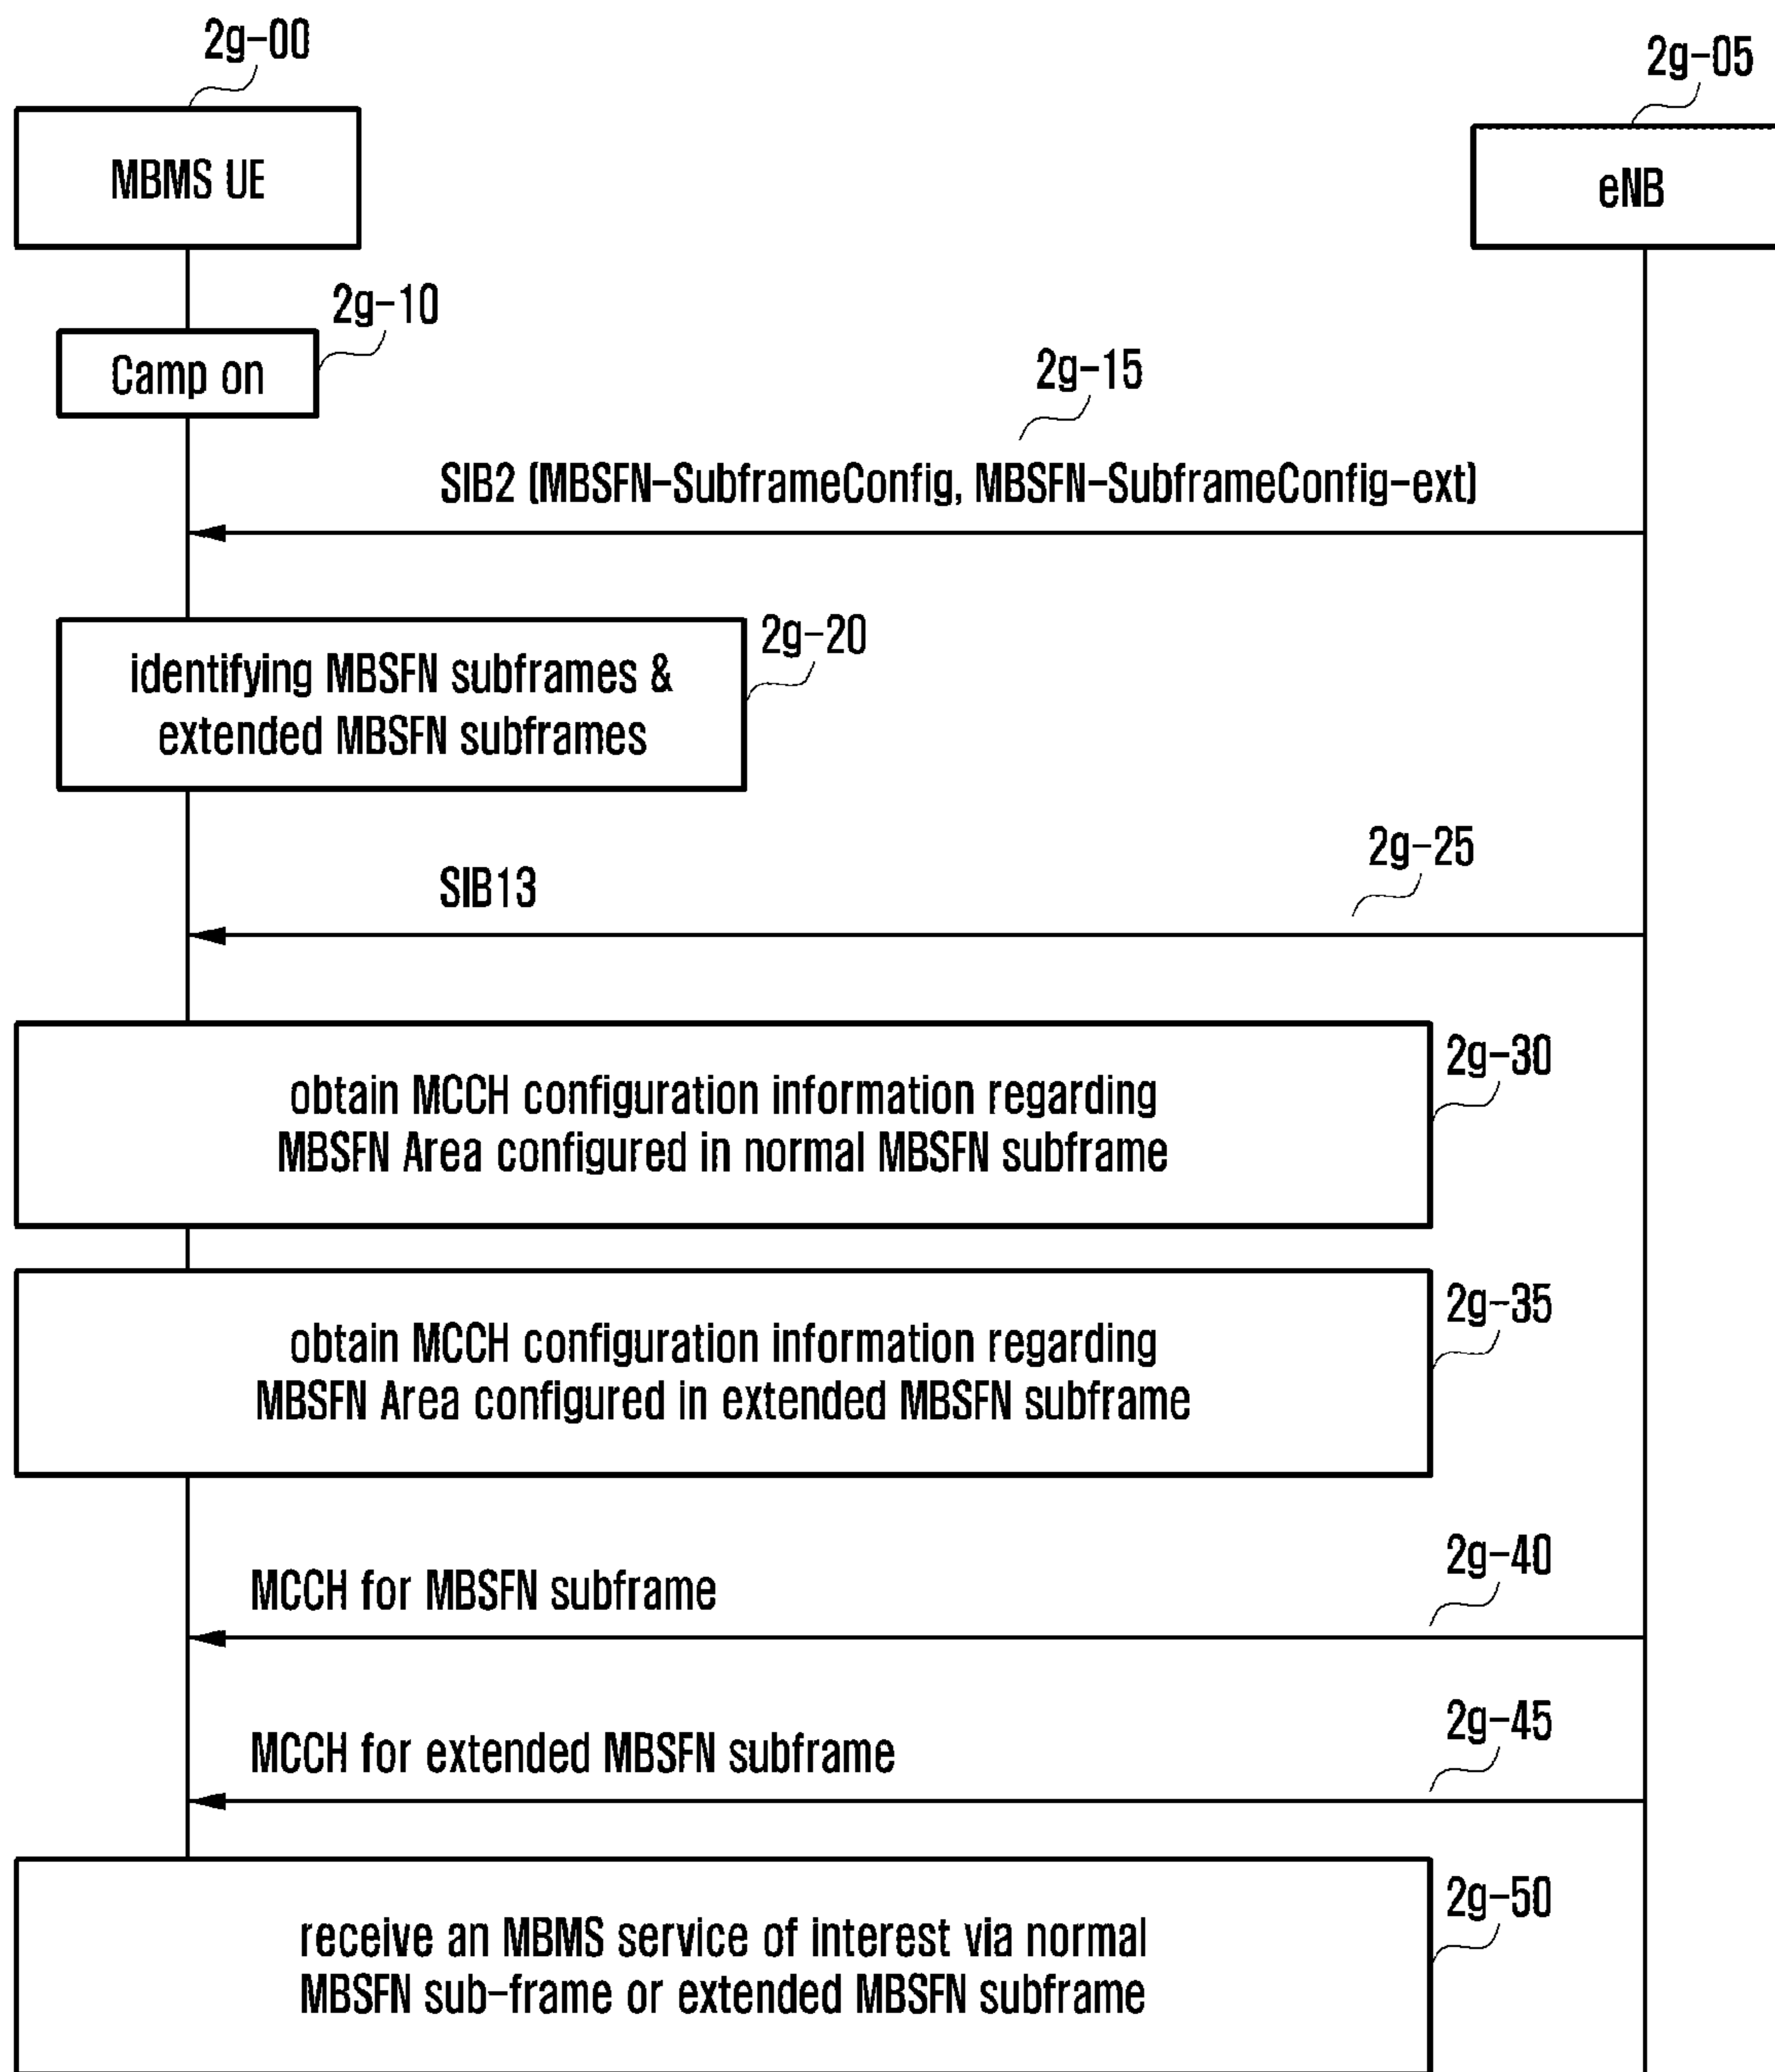 2g-00
2g-05
MBMS UE
eNB
2g-10
Camp on
2g-15
SIB2 (MBSFN-SubframeConfig, MBSFN-SubframeConfig-ext)
2g-20
identifying MBSFN subframes &
extended MBSFN subframes
2g-25
SIB13
2g-30
obtain MCCH configuration information regarding
MBSFN Area configured in normal MBSFN subframe
2g-35
obtain MCCH configuration information regarding
MBSFN Area configured in extended MBSFN subframe
2g-40
MCCH for MBSFN subframe
2g-45
MCCH for extended MBSFN subframe
2g-50
receive an MBMS service of interest via normal
MBSFN sub-frame or extended MBSFN subframe